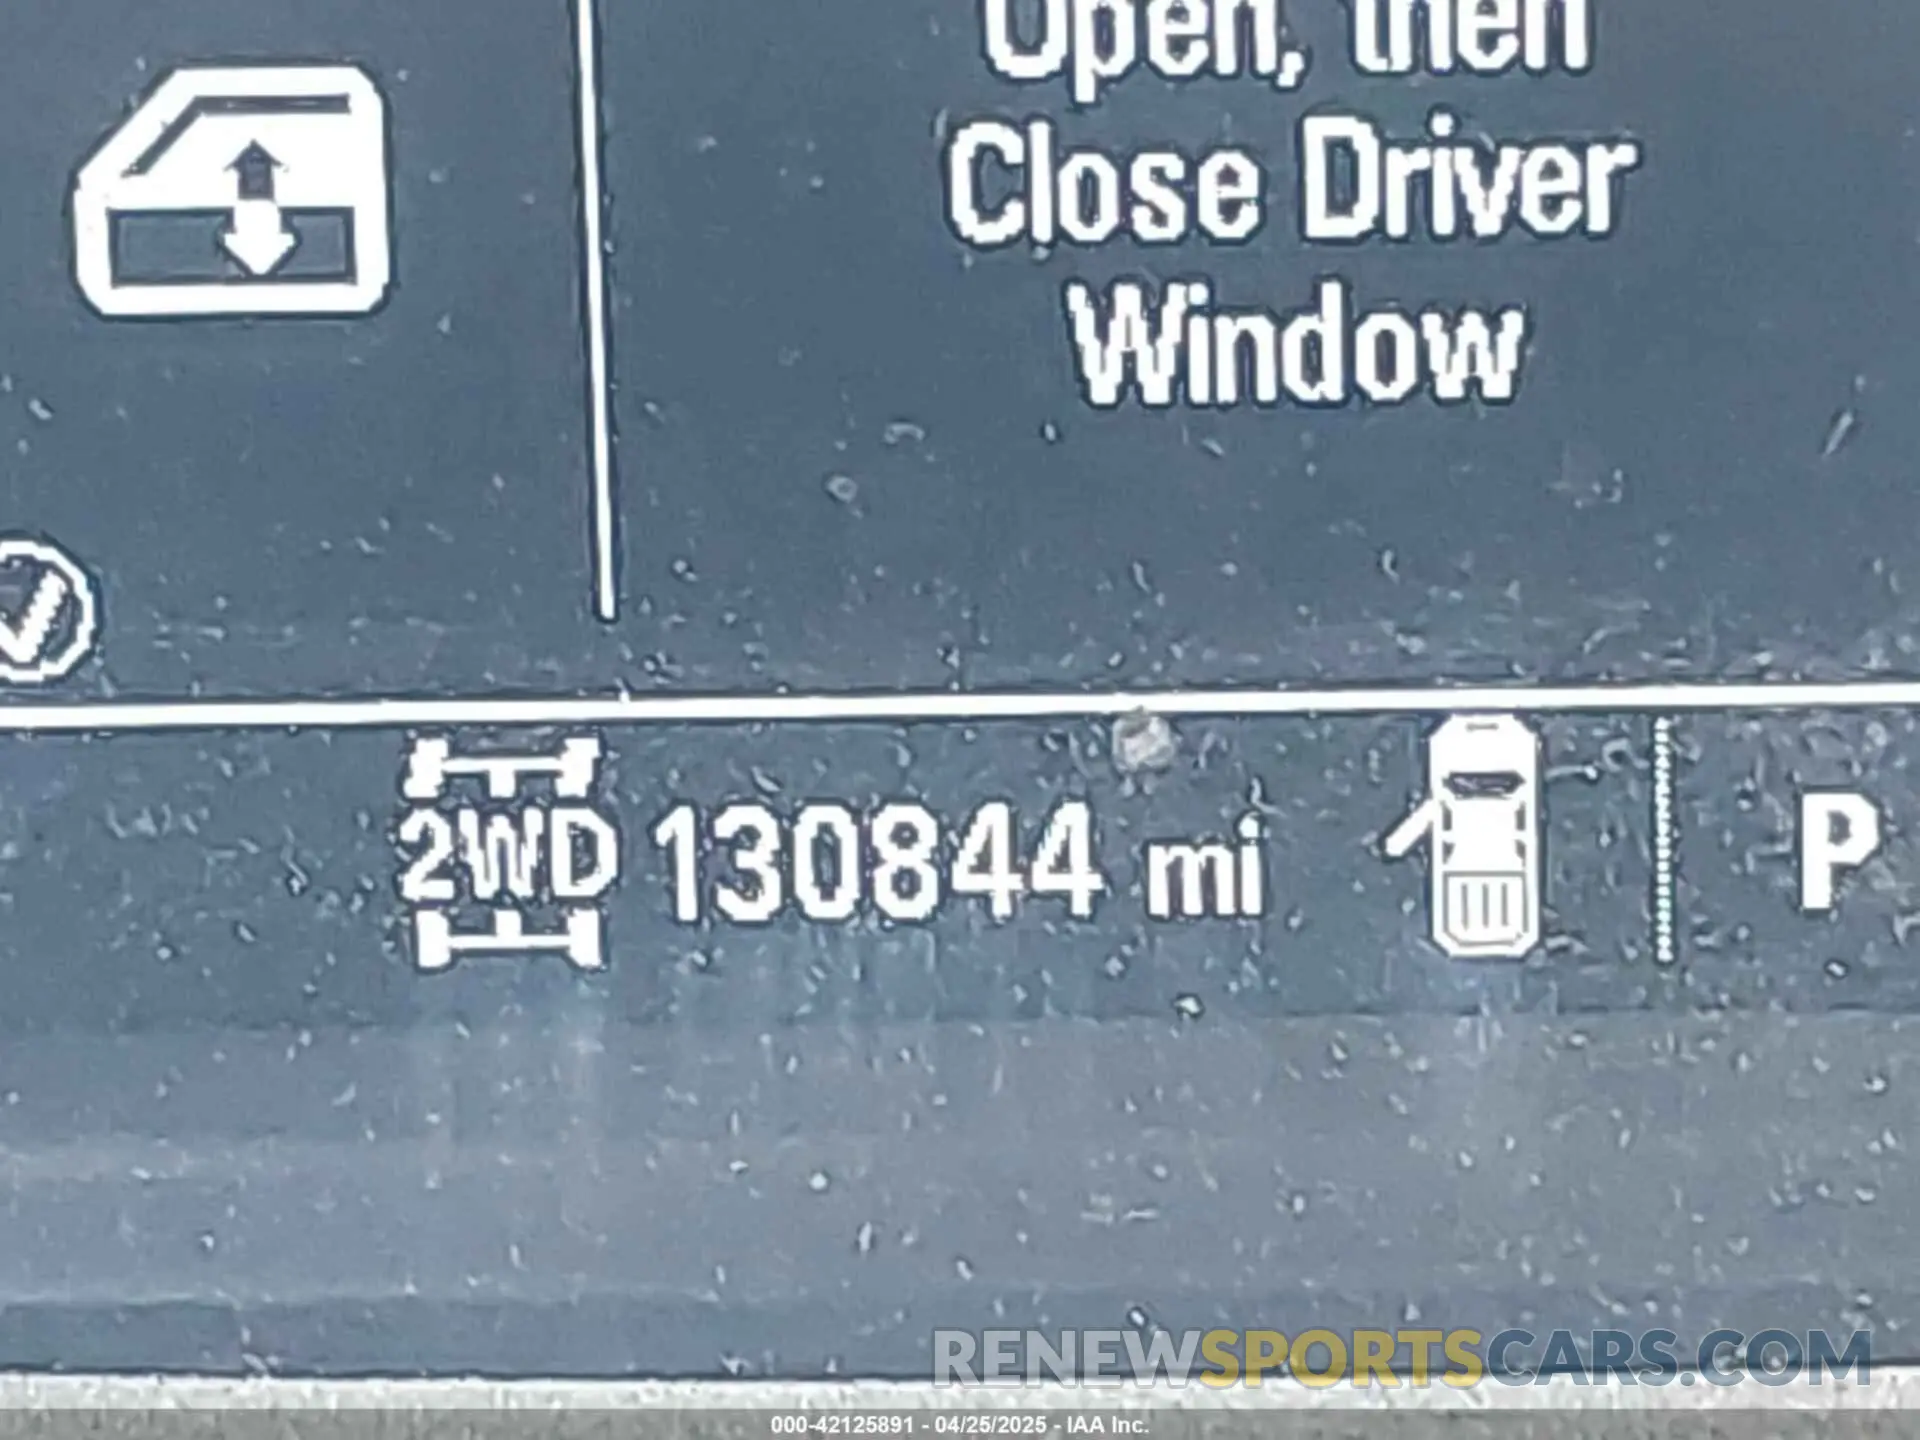 Open, then
Close Driver
Window
2WD 130844 mi P
RENEWSPORTSCARS.COM
000-42125891 - 04/25/2025 - IAA Inc.